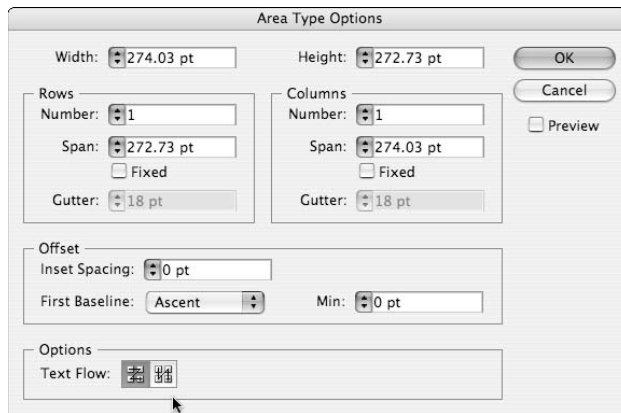 Area Type Options
Width: 274.03 pt Height: 272.73 pt OK
Rows Columns Cancel
Number: 1 Number: 1
Preview
Span: 272.73 pt Span: 274.03 pt
Fixed Fixed
Gutter: 18 pt Gutter: 18 pt
Offset
Inset Spacing: 0 pt
First Baseline: Ascent Min: 0 pt
Options
Text Flow: